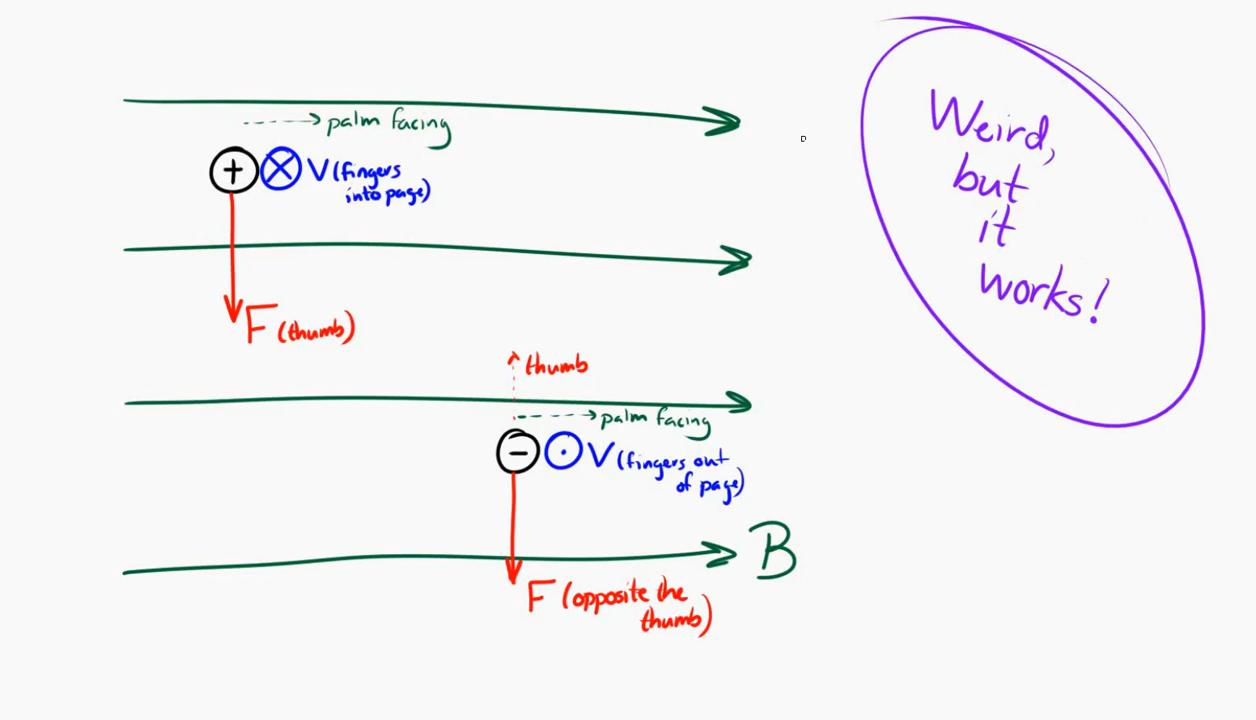 palm facing
+
V (fingers
into page)
F (thumb)
thumb
palm facing
-
V (fingers out
of page)
B
F (opposite the
thumb)
Weird,
but
it
works!